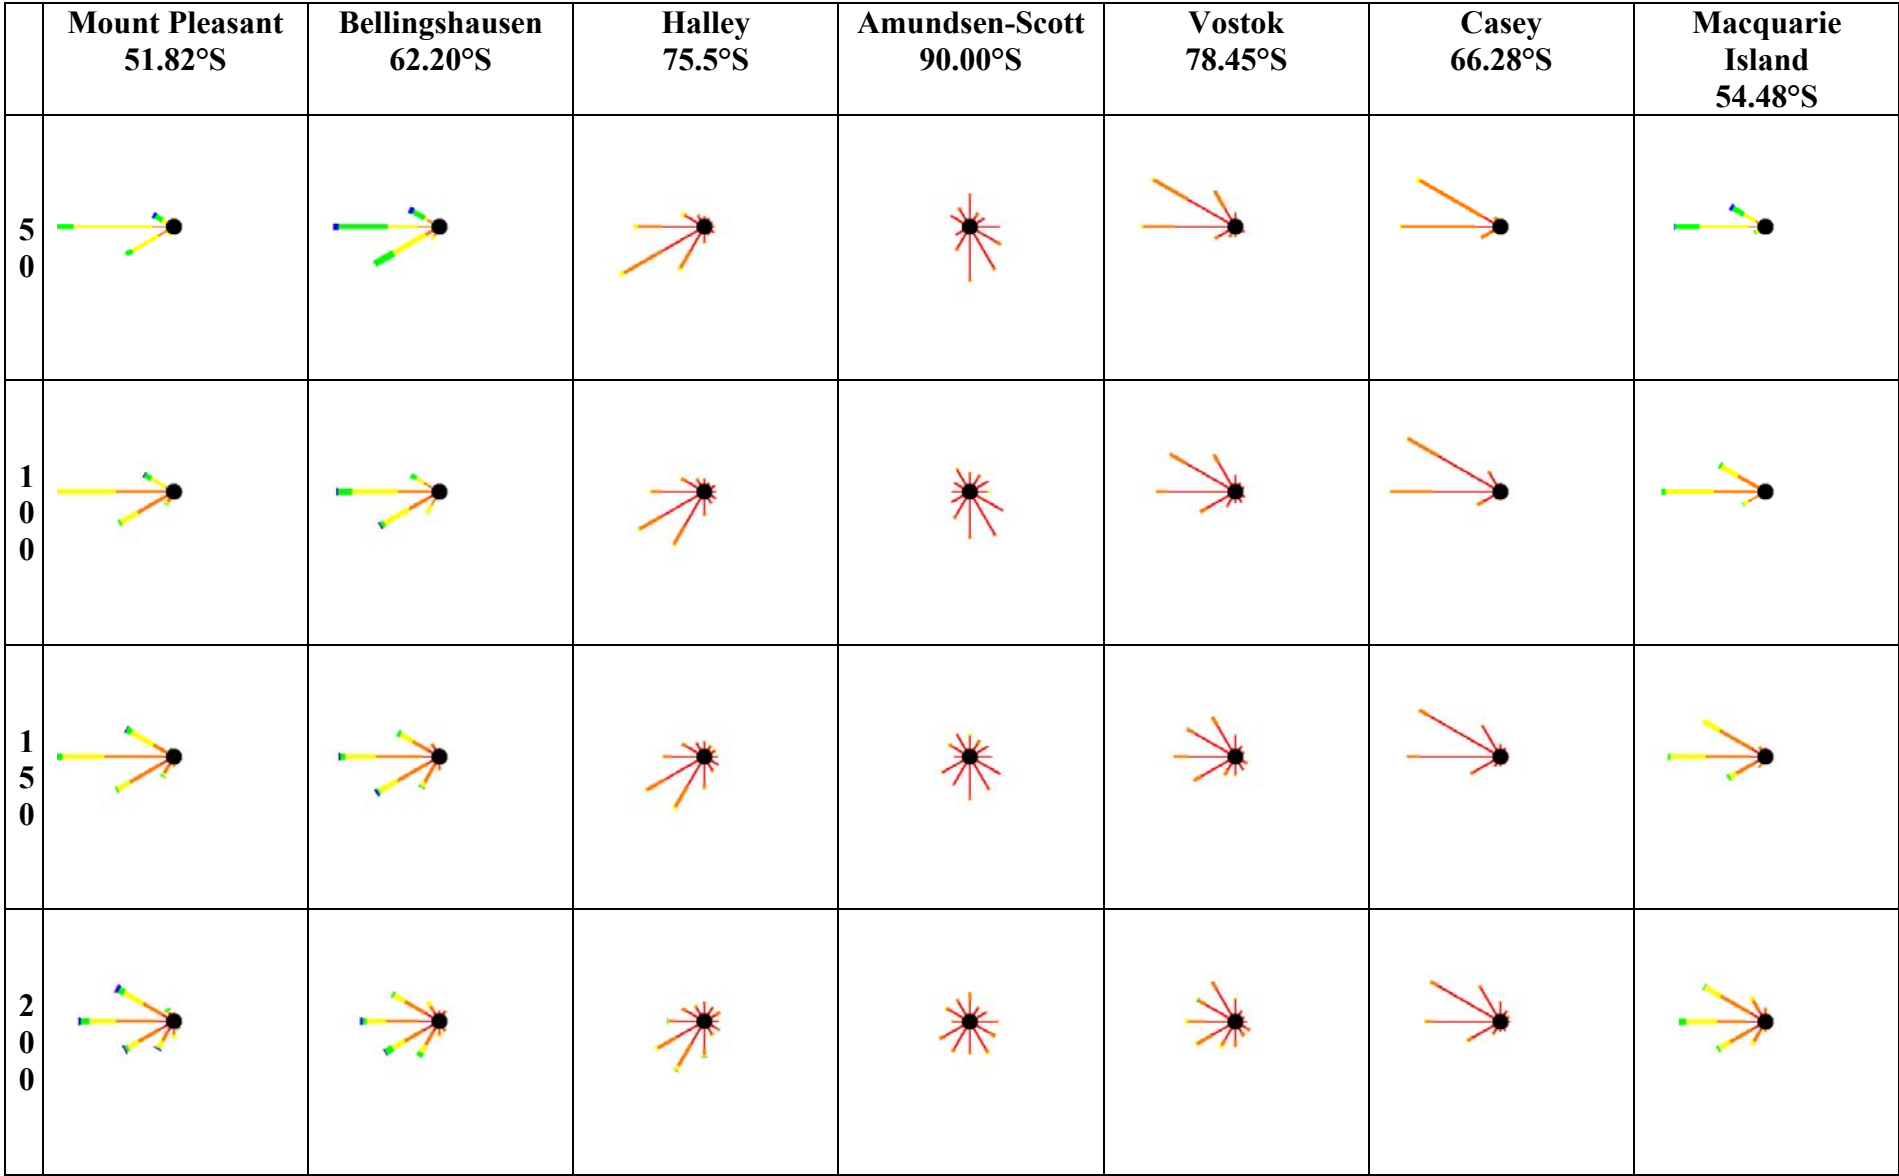 Mount Pleasant
51.82°S
Bellingshausen
62.20°S
Halley
75.5°S
Amundsen-Scott
90.00°S
Vostok
78.45°S
Casey
66.28°S
Macquarie
Island
54.48°S
5
0
1
0
0
1
5
0
2
0
0